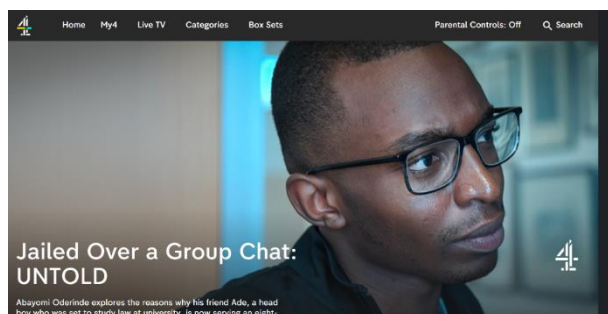 Home My4 Live TV Categories Box Sets Parental Controls: Off Search
Jailed Over a Group Chat:
UNTOLD
Abayomi Oderinde explores the reasons why his friend Ade, a head
boy who was set to study law at university, is now serving an eight-